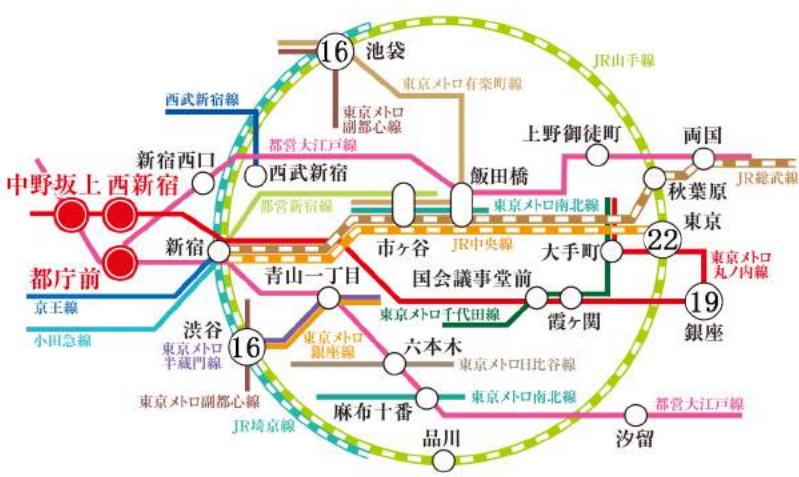 16
池袋
JR山手線
東京メトロ有楽町線
西武新宿線
東京メトロ
副都心線
上野御徒町
両国
都営大江戸線
新宿西口
西武新宿
飯田橋
JR総武線
中野坂上
西新宿
都営新宿線
東京メトロ南北線
秋葉原
東京
22
新宿
市ヶ谷
JR中央線
大手町
東京メトロ
丸ノ内線
都庁前
青山一丁目
国会議事堂前
19
京王線
東京メトロ千代田線
霞ヶ関
銀座
小田急線
渋谷
16
東京メトロ
半蔵門線
東京メトロ
銀座線
六本木
東京メトロ日比谷線
東京メトロ副都心線
麻布十番
東京メトロ南北線
都営大江戸線
JR埼京線
品川
汐留